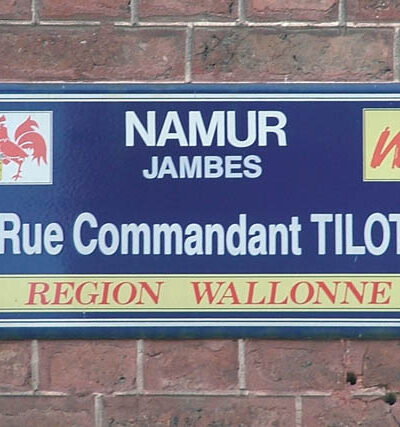 NAMUR
JAMBES
Rue Commandant TILOT
REGION WALLONNE